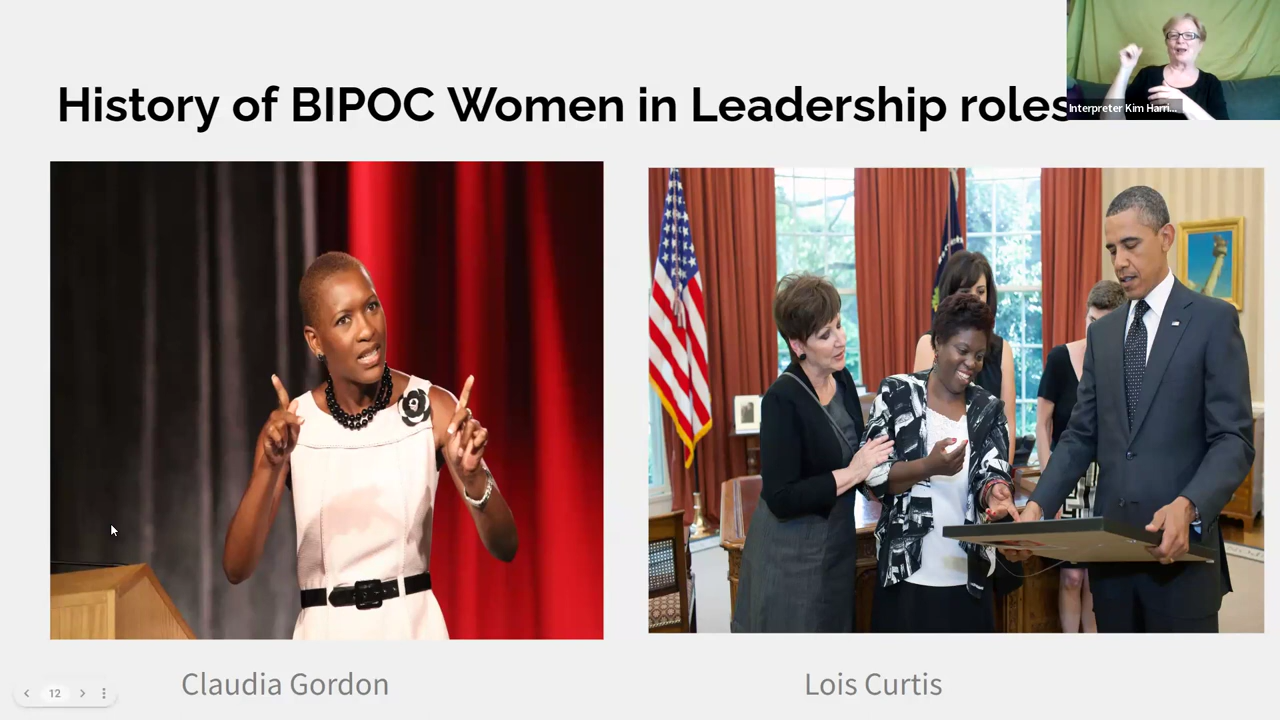 History of BIPOC Women in Leadership roles
Interpreter Kim Harri...
Claudia Gordon
Lois Curtis
12